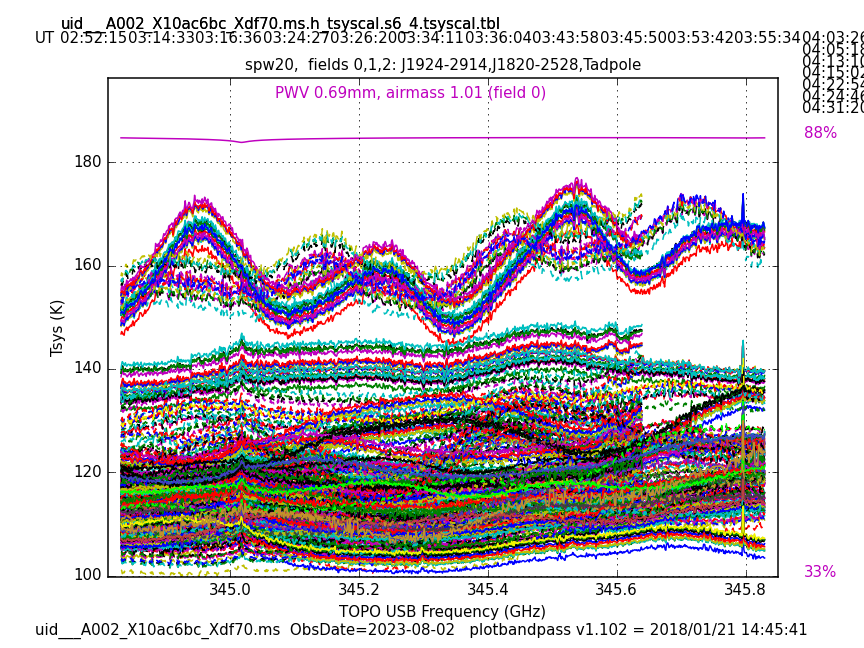 uid___A002_X10ac6bc_Xdf70.ms.h_tsyscal.s6_4.tsyscal.tbl
UT 02:52:15 03:14:33 03:16:36 03:24:27 03:26:20 03:34:11 03:36:04 03:43:58 03:45:50 03:53:42 03:55:34 04:03:26
04:05:18
04:13:10
04:15:02
04:22:54
04:24:46
04:31:20
spw20,  fields 0,1,2: J1924-2914,J1820-2528,Tadpole
PWV 0.69mm, airmass 1.01 (field 0)
88%
180
160
140
120
100
Tsys (K)
33%
345.0 345.2 345.4 345.6 345.8
TOPO USB Frequency (GHz)
uid___A002_X10ac6bc_Xdf70.ms  ObsDate=2023-08-02   plotbandpass v1.102 = 2018/01/21 14:45:41